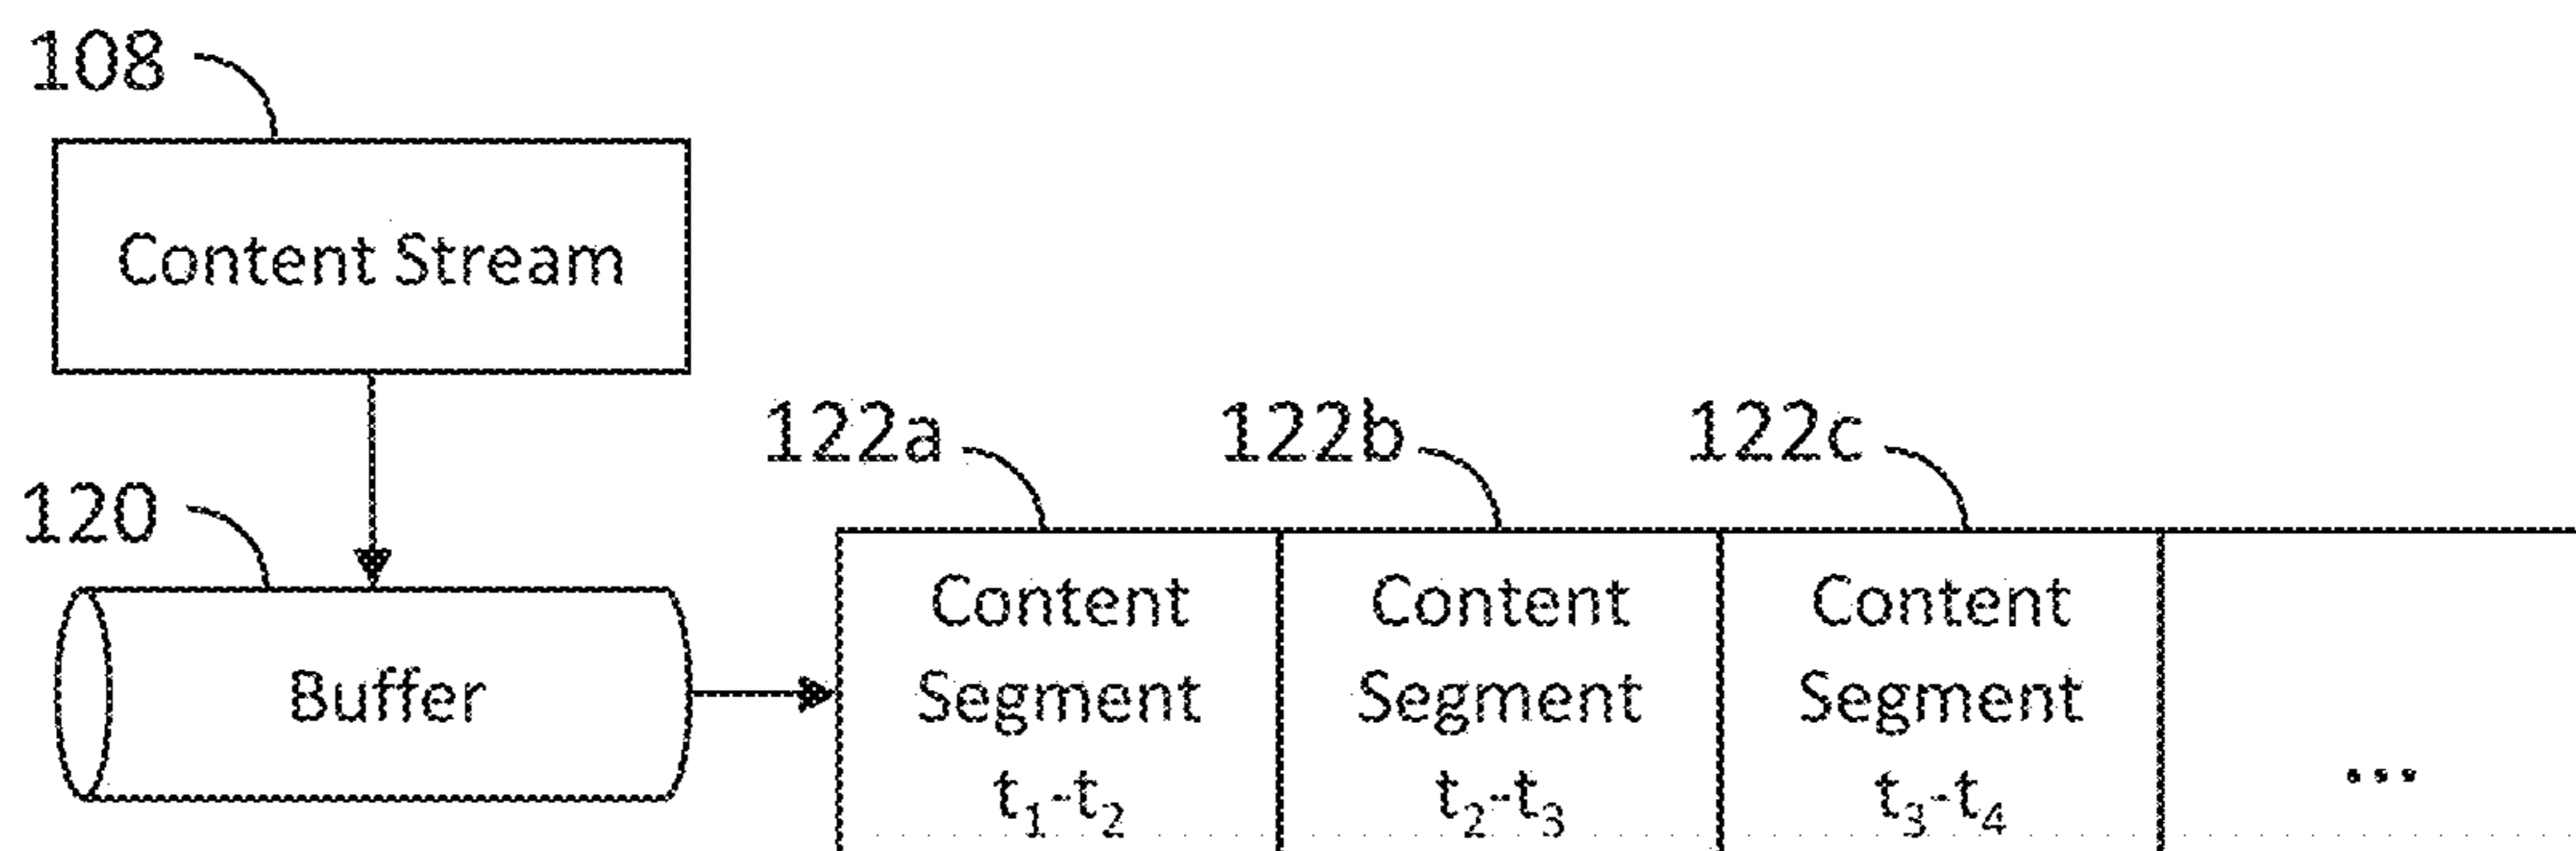 108
Content Stream
122a
122b
122c
120
Buffer
Content
Segment
t₁-t₂
Content
Segment
t₂-t₃
Content
Segment
t₃-t₄
...